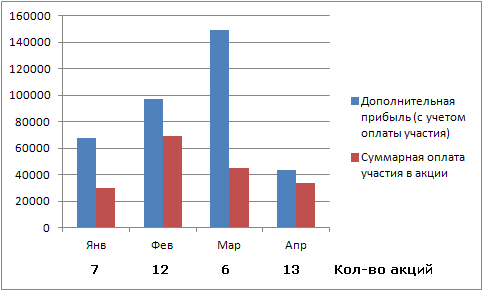 160000
140000
120000
100000
80000
60000
40000
20000
0
Янв Фев Мар Апр
7 12 6 13 Кол-во акций
Дополнительная
прибыль (с учетом
оплаты участия)
Суммарная оплата
участия в акции